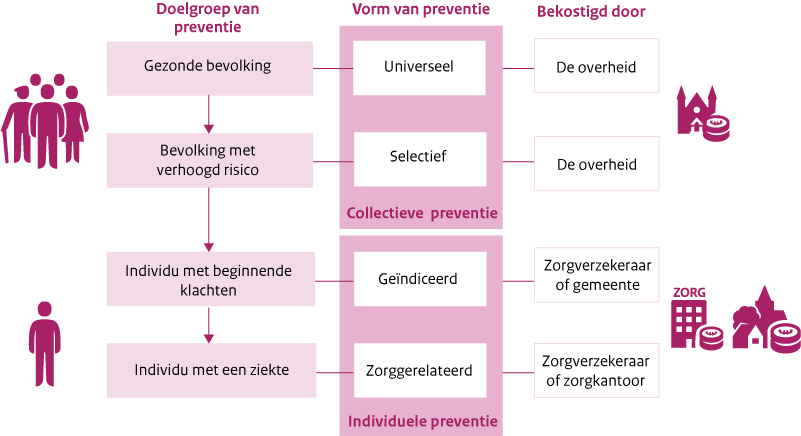 Doelgroep van
preventie
Vorm van preventie
Bekostigd door
Gezonde bevolking
Universeel
De overheid
Bevolking met
verhoogd risico
Selectief
De overheid
Collectieve preventie
Individu met beginnende
klachten
Geïndiceerd
Zorgverzekeraar
of gemeente
ZORG
Individu met een ziekte
Zorggerelateerd
Zorgverzekeraar
of zorgkantoor
Individuele preventie